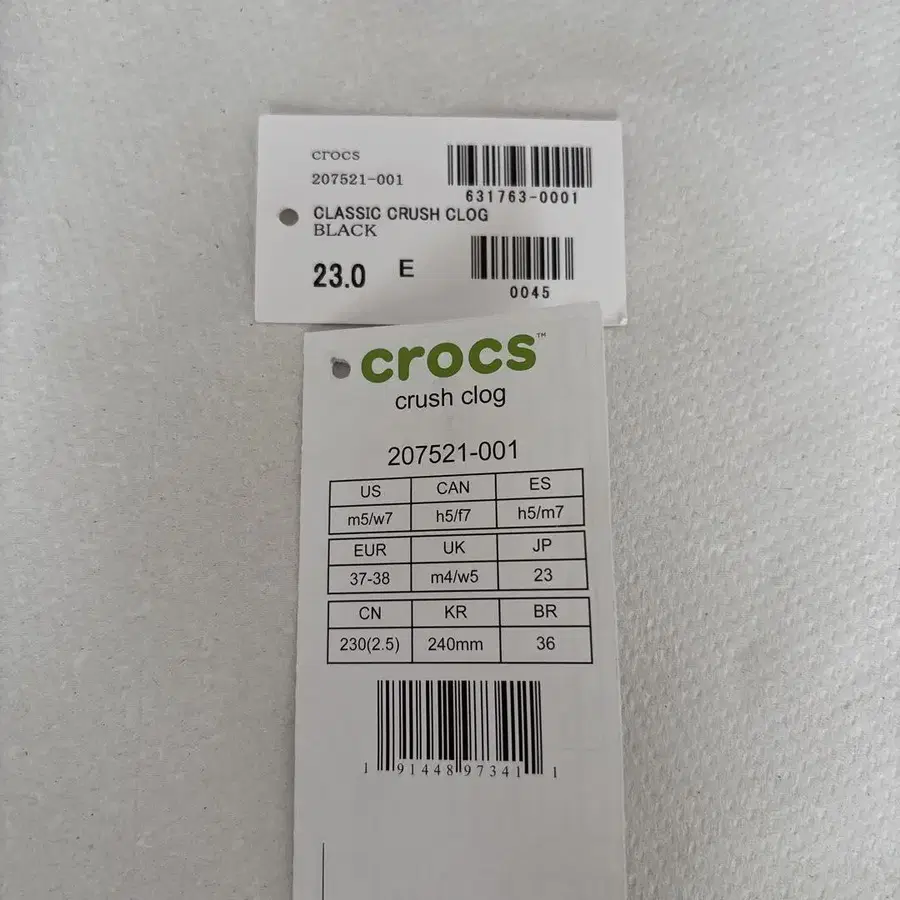 crocs
207521-001
631763-0001
CLASSIC CRUSH CLOG
BLACK
23.0 E
0045
crocs™
crush clog
207521-001
US CAN ES
m5/w7 h5/f7 h5/m7
EUR UK JP
37-38 m4/w5 23
CN KR BR
230(2.5) 240mm 36
1 91448 97341 1